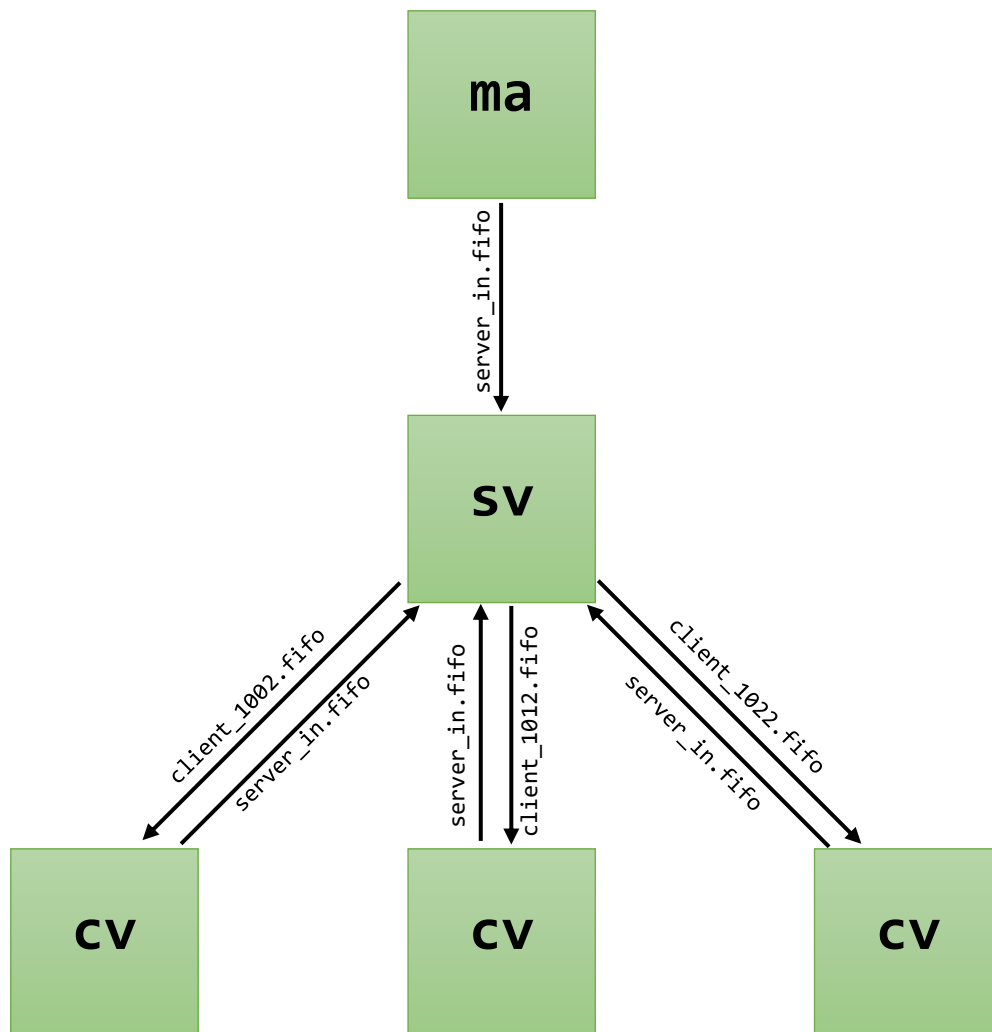 ma
server_in.fifo
sv
client_1002.fifo
server_in.fifo
server_in.fifo
client_1012.fifo
client_1022.fifo
server_in.fifo
cv
cv
cv